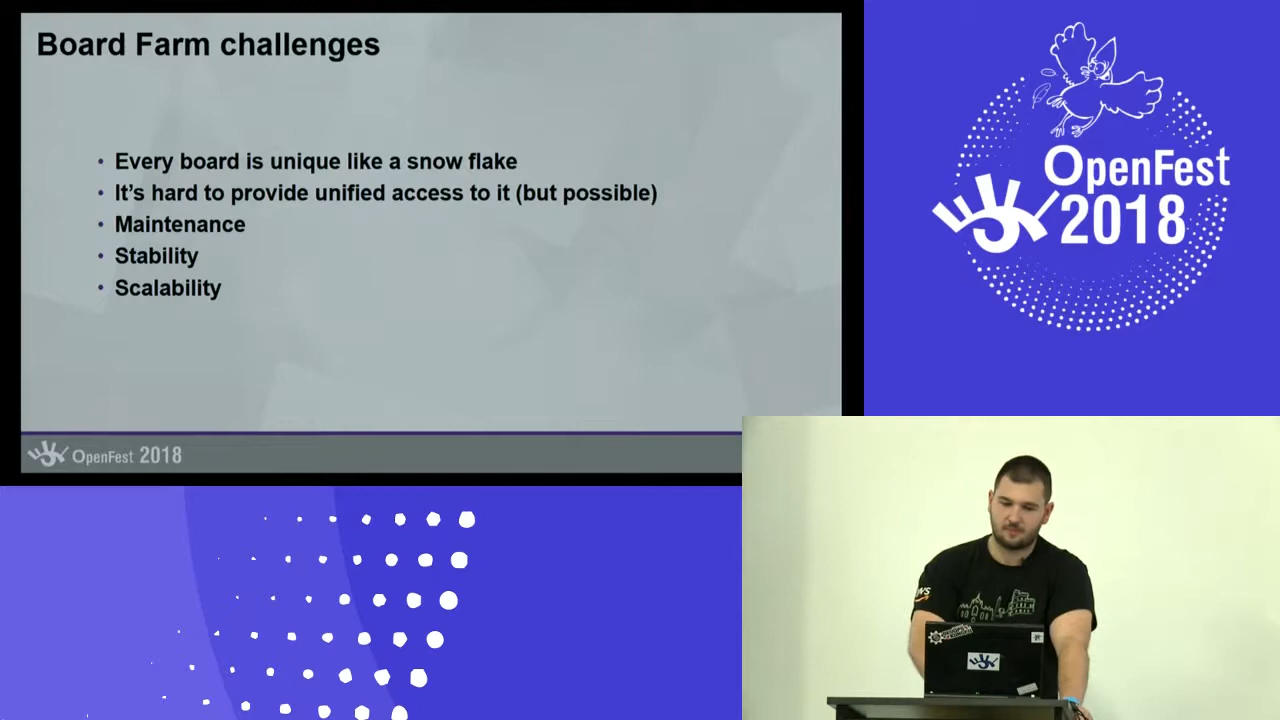 Board Farm challenges
• Every board is unique like a snow flake
• It’s hard to provide unified access to it (but possible)
• Maintenance
• Stability
• Scalability
OpenFest 2018
OpenFest
2018